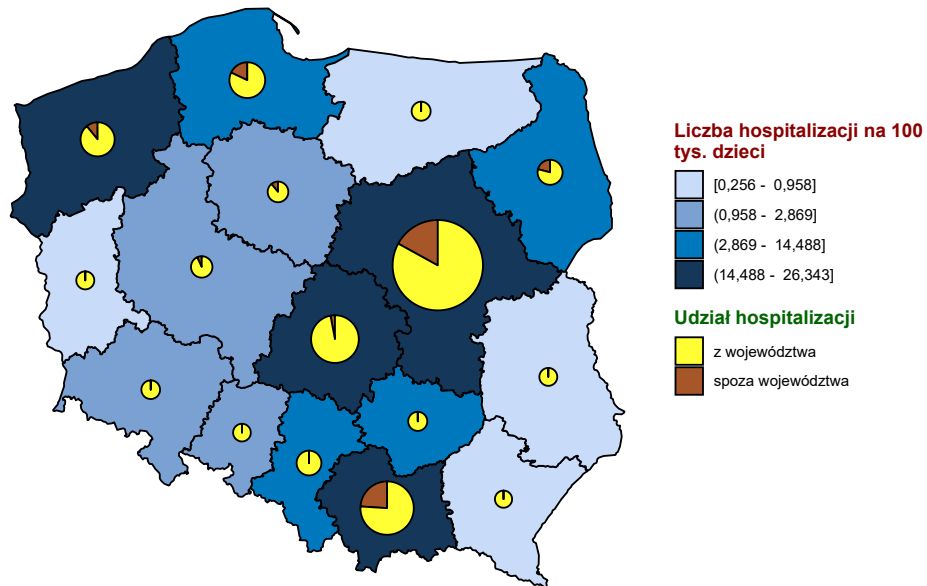 Liczba hospitalizacji na 100
tys. dzieci
[0,256 - 0,958]
(0,958 - 2,869]
(2,869 - 14,488]
(14,488 - 26,343]
Udział hospitalizacji
z województwa
spoza województwa